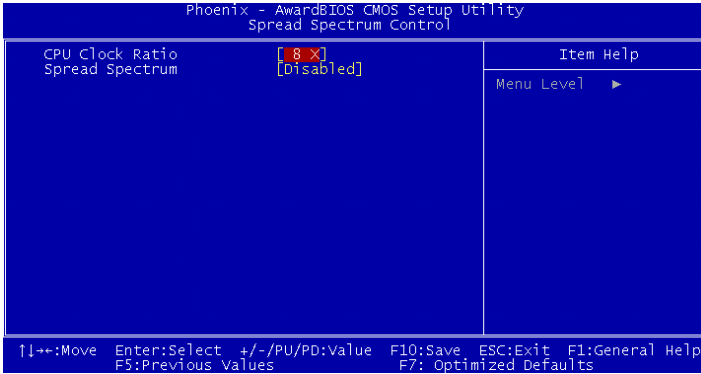 Phoenix - AwardBIOS CMOS Setup Utility
Spread Spectrum Control
CPU Clock Ratio [ 8 X]
Spread Spectrum [Disabled]
Item Help
Menu Level ►
↑↓→←:Move Enter:Select +/-/PU/PD:Value F10:Save ESC:Exit F1:General Help
F5:Previous Values F7: Optimized Defaults